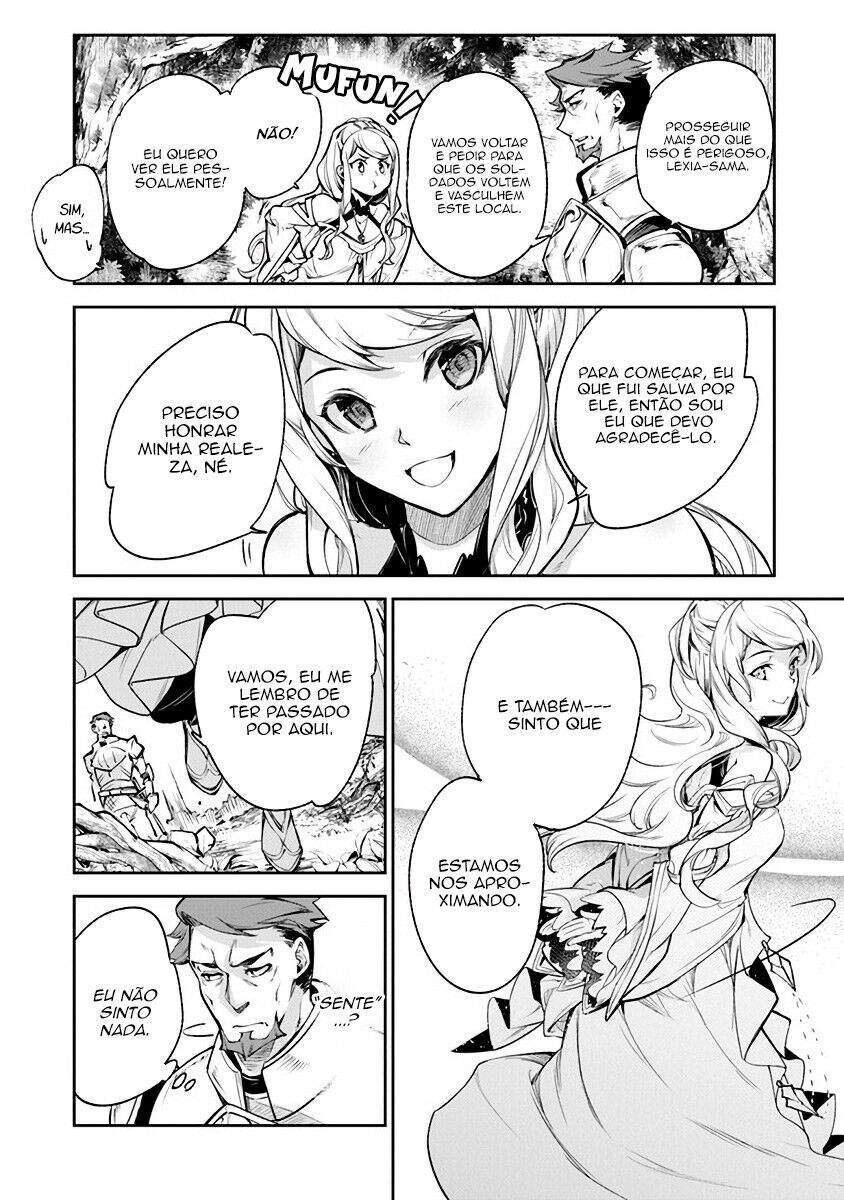 PROSSEGUIR
MAIS DO QUE
ISSO É PERIGOSO,
LEXIA-SAMA.
VAMOS VOLTAR
E PEDIR PARA
QUE OS SOL-
DADOS VOLTEM
E VASCULHEM
ESTE LOCAL.
MUFUN!
NÃO!
EU QUERO
VER ELE PES-
SOALMENTE!
SIM,
MAS...
PARA COMEÇAR, EU
QUE FUI SALVA POR
ELE, ENTÃO SOU
EU QUE DEVO
AGRADECÊ-LO.
PRECISO
HONRAR
MINHA REALE-
ZA, NÉ.
E TAMBÉM---
SINTO QUE
ESTAMOS
NOS APRO-
XIMANDO.
VAMOS, EU ME
LEMBRO DE
TER PASSADO
POR AQUI.
"SENTE"
....?
EU NÃO
SINTO
NADA.